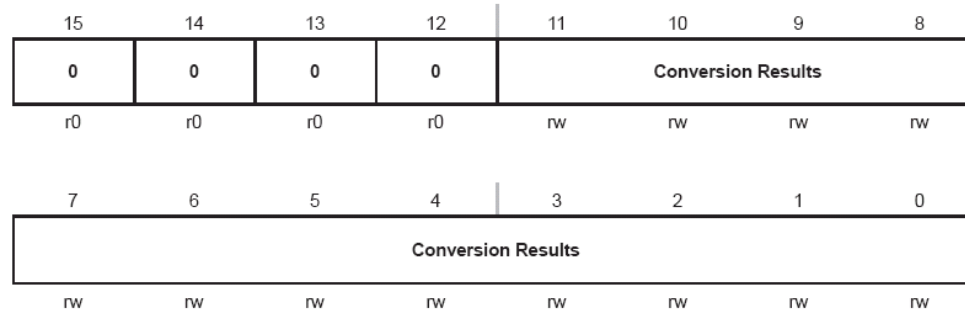 15 14 13 12 11 10 9 8
0 0 0 0 Conversion Results
r0 r0 r0 r0 rw rw rw rw
7 6 5 4 3 2 1 0
Conversion Results
rw rw rw rw rw rw rw rw